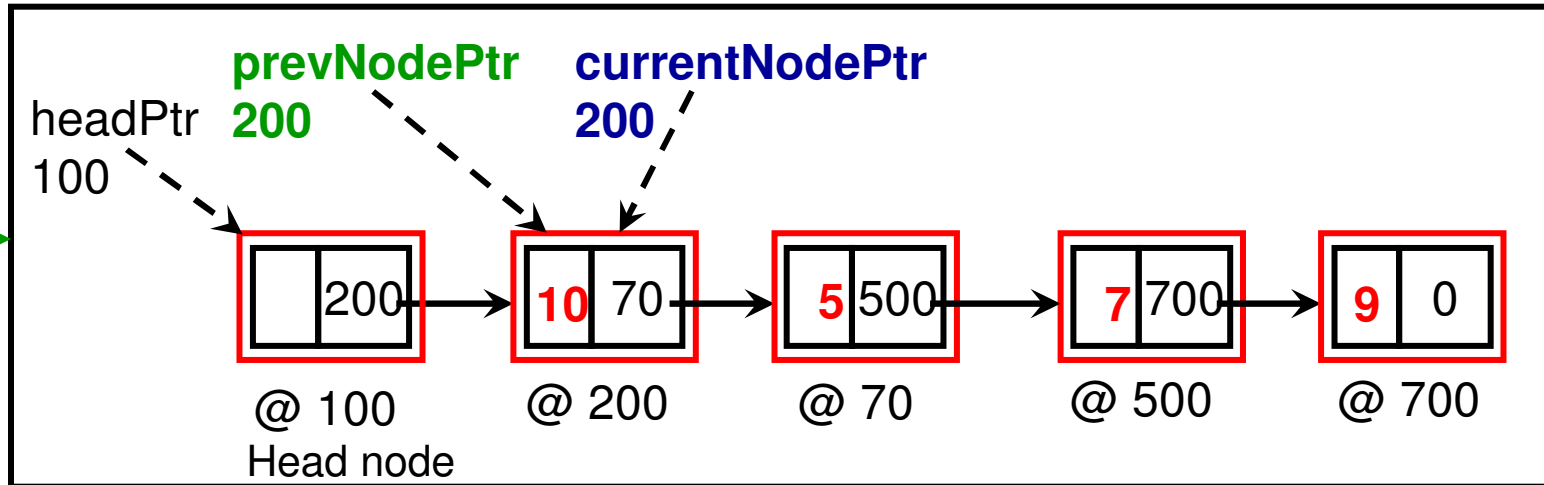 prevNodePtr currentNodePtr
headPtr 200 200
100
200 10 70 5 500 7 700 9 0
@ 100 @ 200 @ 70 @ 500 @ 700
Head node